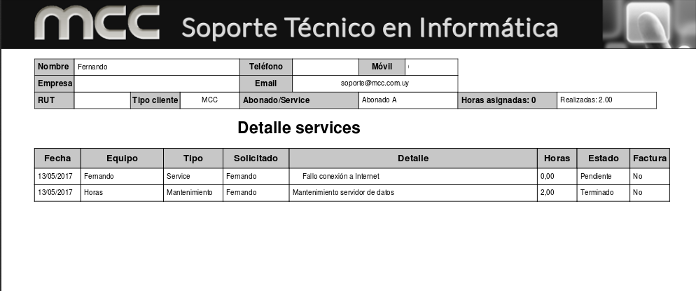 mcc Soporte Técnico en Informática
Nombre Fernando Teléfono Móvil
Empresa Email soporte@mcc.com.uy
RUT Tipo cliente MCC Abonado/Service Abonado A Horas asignadas: 0 Realizadas: 2.00
Detalle services
Fecha Equipo Tipo Solicitado Detalle Horas Estado Factura
13/05/2017 Fernando Service Fernando Fallo conexión a Internet 0,00 Pendiente No
13/05/2017 Horas Mantenimiento Fernando Mantenimiento servidor de datos 2,00 Terminado No